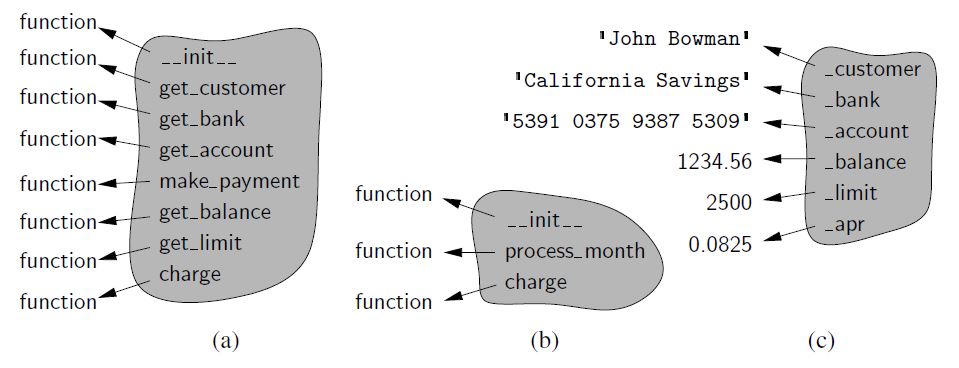 function
function
function
function
function
function
function
function
__init__
get_customer
get_bank
get_account
make_payment
get_balance
get_limit
charge
(a)
function
function
function
__init__
process_month
charge
(b)
'John Bowman'
'California Savings'
'5391 0375 9387 5309'
1234.56
2500
0.0825
_customer
_bank
_account
_balance
_limit
_apr
(c)